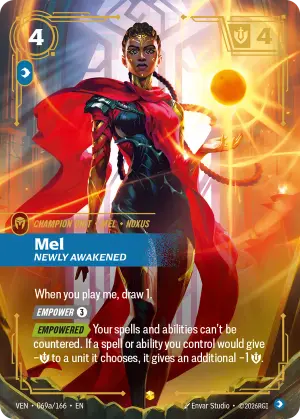 4
4
CHAMPION UNIT • MEL • NOXUS
Mel
NEWLY AWAKENED
When you play me, draw 1.
EMPOWER 3
EMPOWERED Your spells and abilities can't be
countered. If a spell or ability you control would give
- to a unit it chooses, it gives an additional -1.
VEN • 069a/166 • EN
Envar Studio • ©2026RGI